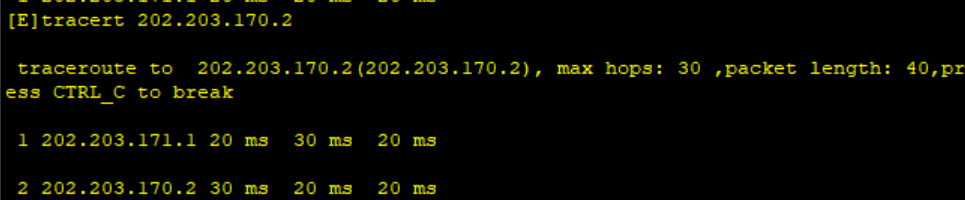 [E]tracert 202.203.170.2
traceroute to  202.203.170.2(202.203.170.2), max hops: 30 ,packet length: 40,pr
ess CTRL_C to break
1 202.203.171.1 20 ms  30 ms  20 ms
2 202.203.170.2 30 ms  20 ms  20 ms